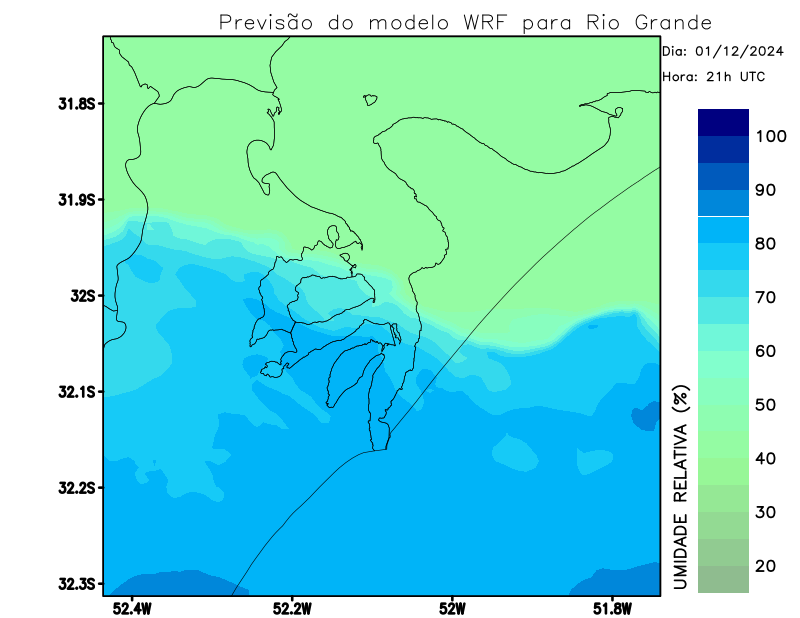 Previsão do modelo WRF para Rio Grande
Dia: 01/12/2024
Hora: 21h UTC
31.8S
31.9S
32S
32.1S
32.2S
32.3S
52.4W
52.2W
52W
51.8W
UMIDADE RELATIVA (%)
100
90
80
70
60
50
40
30
20